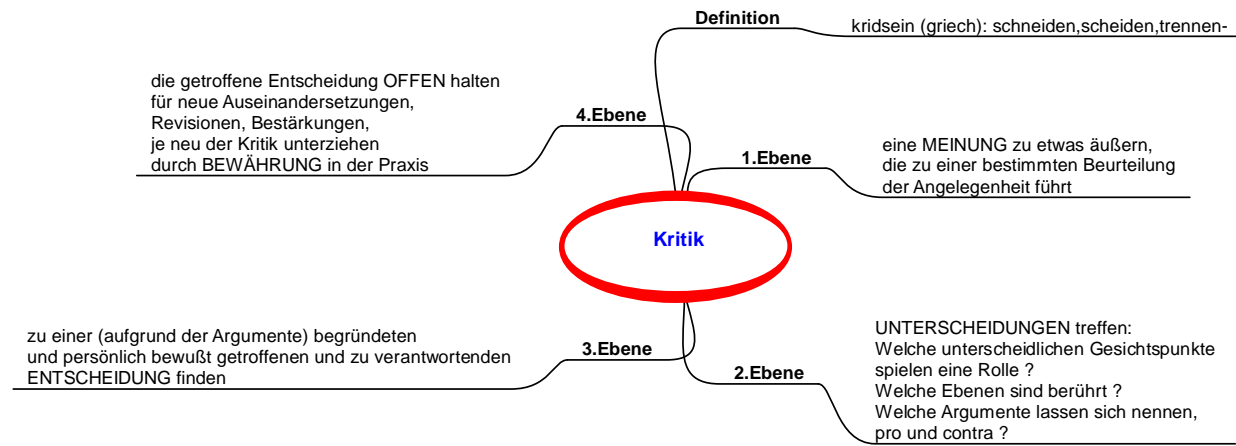 Kritik
Definition
kridsein (griech): schneiden,scheiden,trennen-
1.Ebene
eine MEINUNG zu etwas äußern,
die zu einer bestimmten Beurteilung
der Angelegenheit führt
2.Ebene
UNTERSCHEIDUNGEN treffen:
Welche unterscheidlichen Gesichtspunkte
spielen eine Rolle ?
Welche Ebenen sind berührt ?
Welche Argumente lassen sich nennen,
pro und contra ?
3.Ebene
zu einer (aufgrund der Argumente) begründeten
und persönlich bewußt getroffenen und zu verantwortenden
ENTSCHEIDUNG finden
4.Ebene
die getroffene Entscheidung OFFEN halten
für neue Auseinandersetzungen,
Revisionen, Bestärkungen,
je neu der Kritik unterziehen
durch BEWÄHRUNG in der Praxis